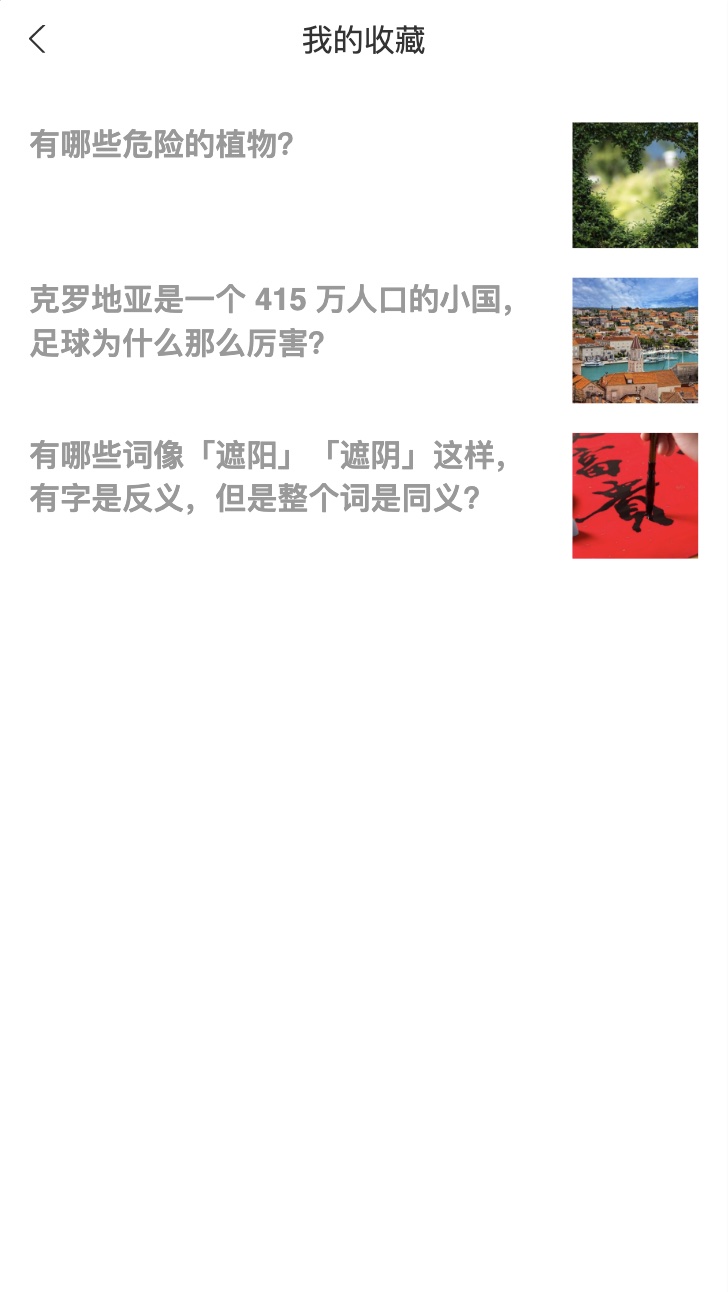 我的收藏
有哪些危险的植物?
克罗地亚是一个 415 万人口的小国，
足球为什么那么厉害?
有哪些词像「遮阳」「遮阴」这样，
有字是反义，但是整个词是同义?